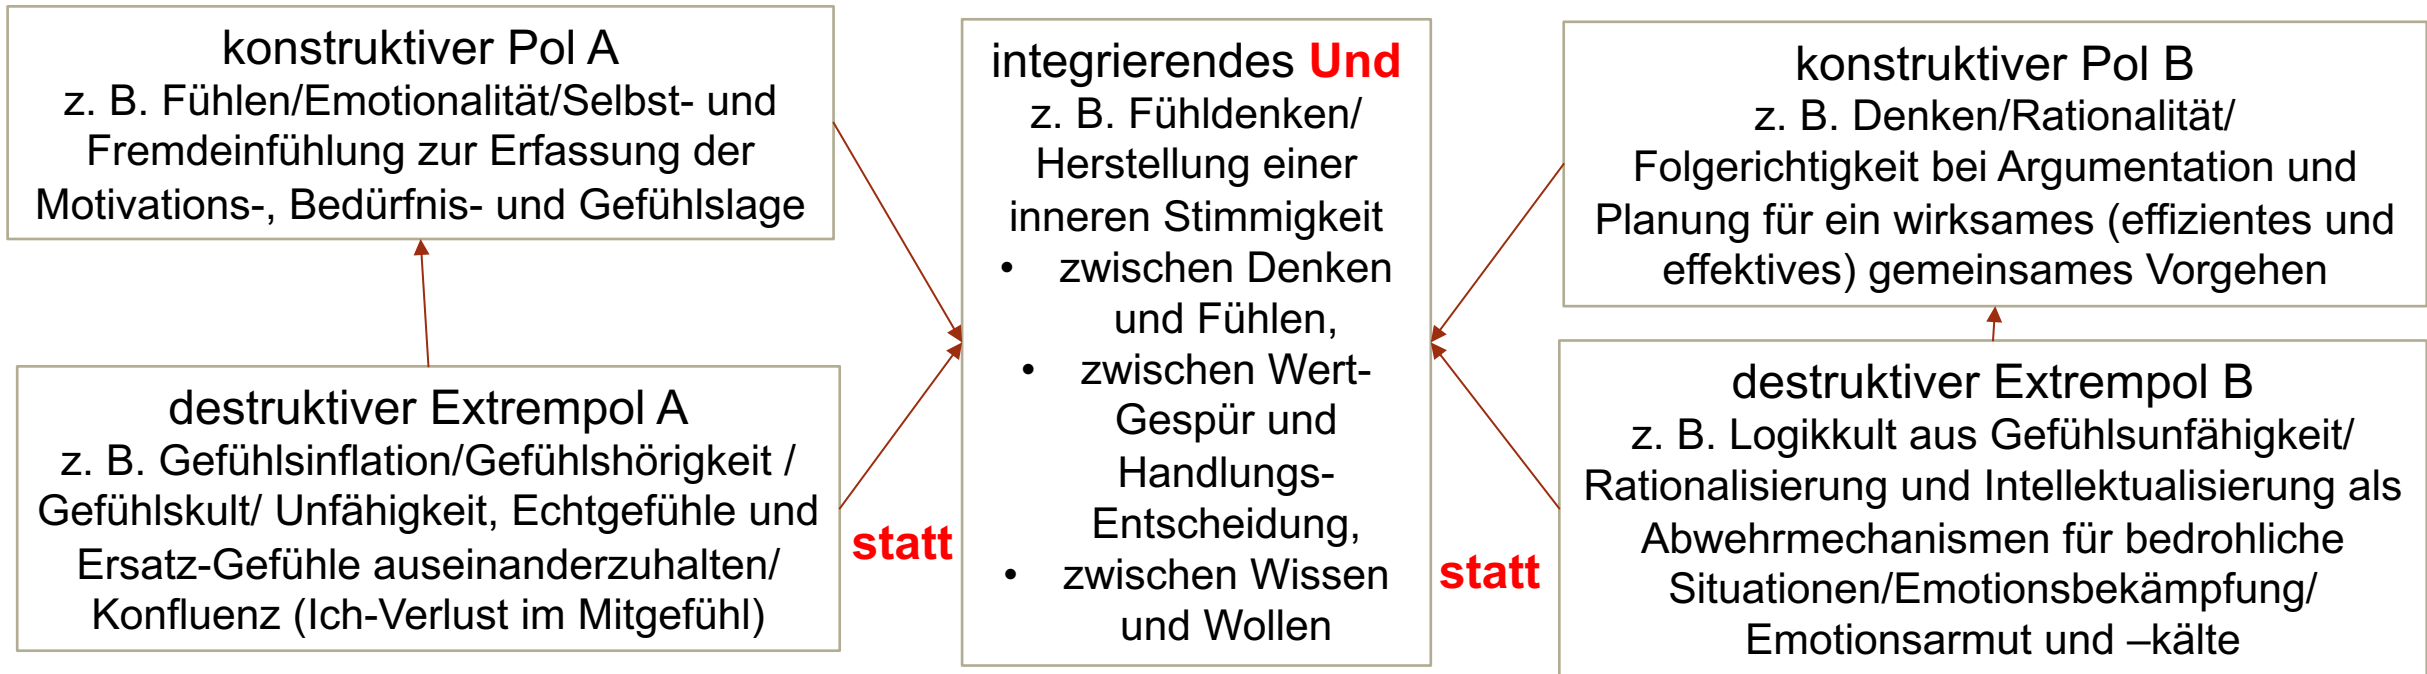 konstruktiver Pol A
z. B. Fühlen/Emotionalität/Selbst- und
Fremdeinfühlung zur Erfassung der
Motivations-, Bedürfnis- und Gefühlslage
destruktiver Extrempol A
z. B. Gefühlsinflation/Gefühlshörigkeit /
Gefühlskult/ Unfähigkeit, Echtgefühle und
Ersatz-Gefühle auseinanderzuhalten/
Konfluenz (Ich-Verlust im Mitgefühl)
statt
integrierendes Und
z. B. Fühldenken/
Herstellung einer
inneren Stimmigkeit
• zwischen Denken
und Fühlen,
• zwischen Wert-
Gespür und
Handlungs-
Entscheidung,
• zwischen Wissen
und Wollen
statt
konstruktiver Pol B
z. B. Denken/Rationalität/
Folgerichtigkeit bei Argumentation und
Planung für ein wirksames (effizientes und
effektives) gemeinsames Vorgehen
destruktiver Extrempol B
z. B. Logikkult aus Gefühlsunfähigkeit/
Rationalisierung und Intellektualisierung als
Abwehrmechanismen für bedrohliche
Situationen/Emotionsbekämpfung/
Emotionsarmut und –kälte